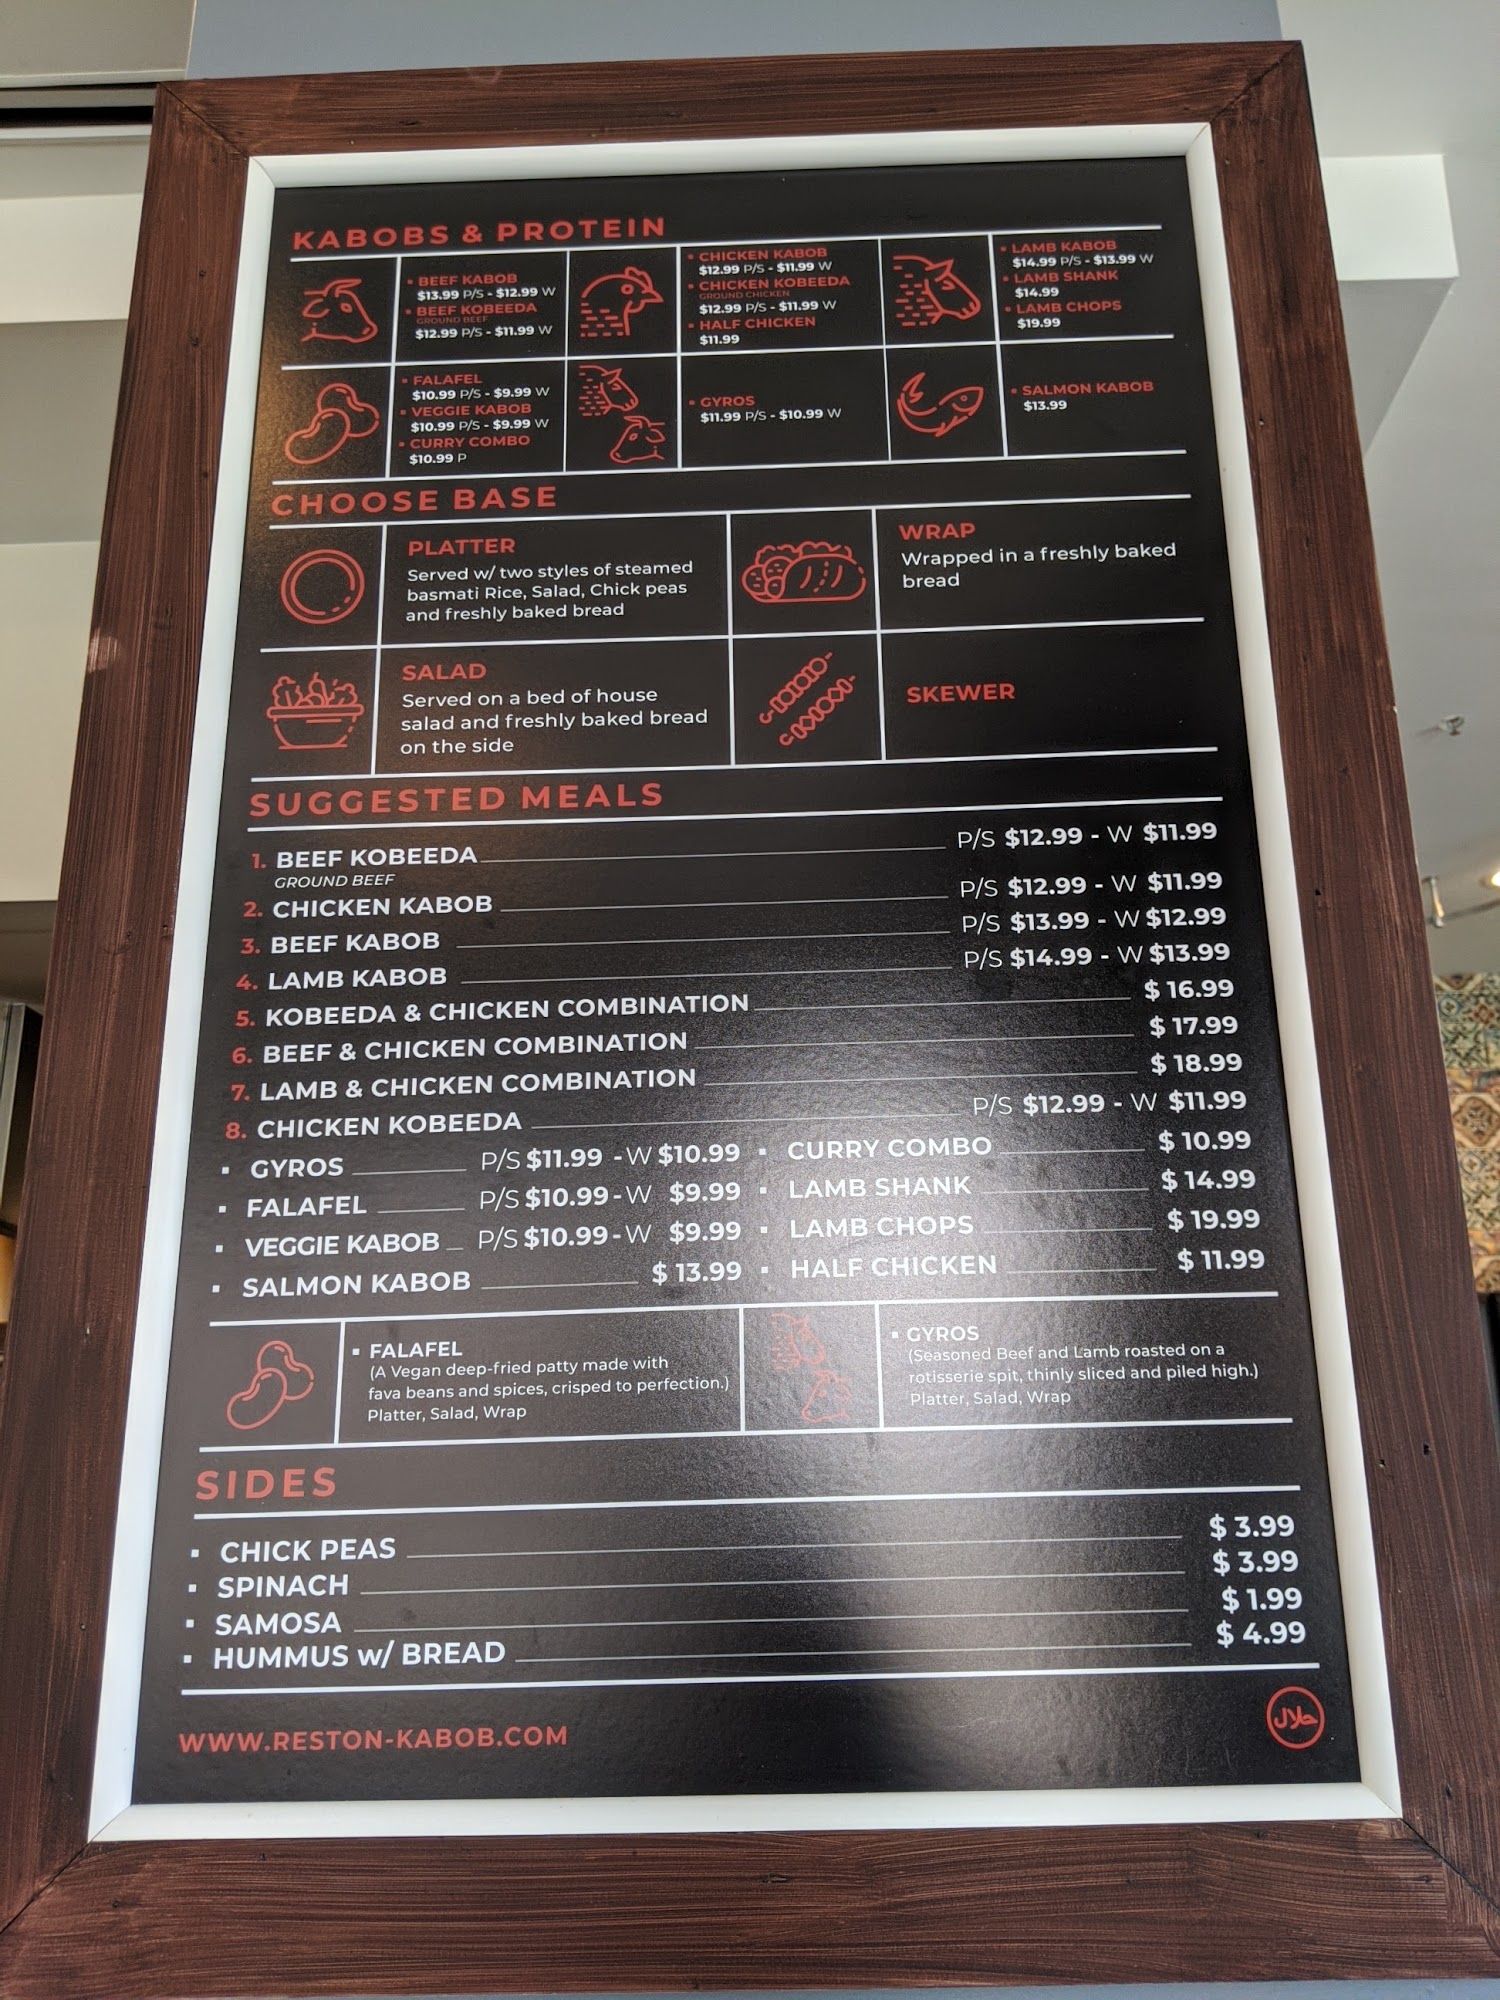 KABOBS & PROTEIN
▪ BEEF KABOB
$13.99 P/S - $12.99 W
▪ BEEF KOBEEDA
GROUND BEEF
$12.99 P/S - $11.99 W
▪ CHICKEN KABOB
$12.99 P/S - $11.99 W
▪ CHICKEN KOBEEDA
GROUND CHICKEN
$12.99 P/S - $11.99 W
▪ HALF CHICKEN
$11.99
▪ LAMB KABOB
$14.99 P/S - $13.99 W
▪ LAMB SHANK
$14.99
▪ LAMB CHOPS
$19.99
▪ FALAFEL
$10.99 P/S - $9.99 W
▪ VEGGIE KABOB
$10.99 P/S - $9.99 W
▪ CURRY COMBO
$10.99 P
▪ GYROS
$11.99 P/S - $10.99 W
▪ SALMON KABOB
$13.99
CHOOSE BASE
PLATTER
Served w/ two styles of steamed
basmati Rice, Salad, Chick peas
and freshly baked bread
WRAP
Wrapped in a freshly baked
bread
SALAD
Served on a bed of house
salad and freshly baked bread
on the side
SKEWER
SUGGESTED MEALS
1. BEEF KOBEEDA P/S $12.99 - W $11.99
GROUND BEEF
2. CHICKEN KABOB P/S $12.99 - W $11.99
3. BEEF KABOB P/S $13.99 - W $12.99
4. LAMB KABOB P/S $14.99 - W $13.99
5. KOBEEDA & CHICKEN COMBINATION $ 16.99
6. BEEF & CHICKEN COMBINATION $ 17.99
7. LAMB & CHICKEN COMBINATION $ 18.99
8. CHICKEN KOBEEDA P/S $12.99 - W $11.99
▪ GYROS P/S $11.99 - W $10.99 ▪ CURRY COMBO $ 10.99
▪ FALAFEL P/S $10.99 - W $9.99 ▪ LAMB SHANK $ 14.99
▪ VEGGIE KABOB P/S $10.99 - W $9.99 ▪ LAMB CHOPS $ 19.99
▪ SALMON KABOB $ 13.99 ▪ HALF CHICKEN $ 11.99
▪ FALAFEL
(A Vegan deep-fried patty made with
fava beans and spices, crisped to perfection.)
Platter, Salad, Wrap
▪ GYROS
(Seasoned Beef and Lamb roasted on a
rotisserie spit, thinly sliced and piled high.)
Platter, Salad, Wrap
SIDES
▪ CHICK PEAS $ 3.99
▪ SPINACH $ 3.99
▪ SAMOSA $ 1.99
▪ HUMMUS w/ BREAD $ 4.99
WWW.RESTON-KABOB.COM
حلال